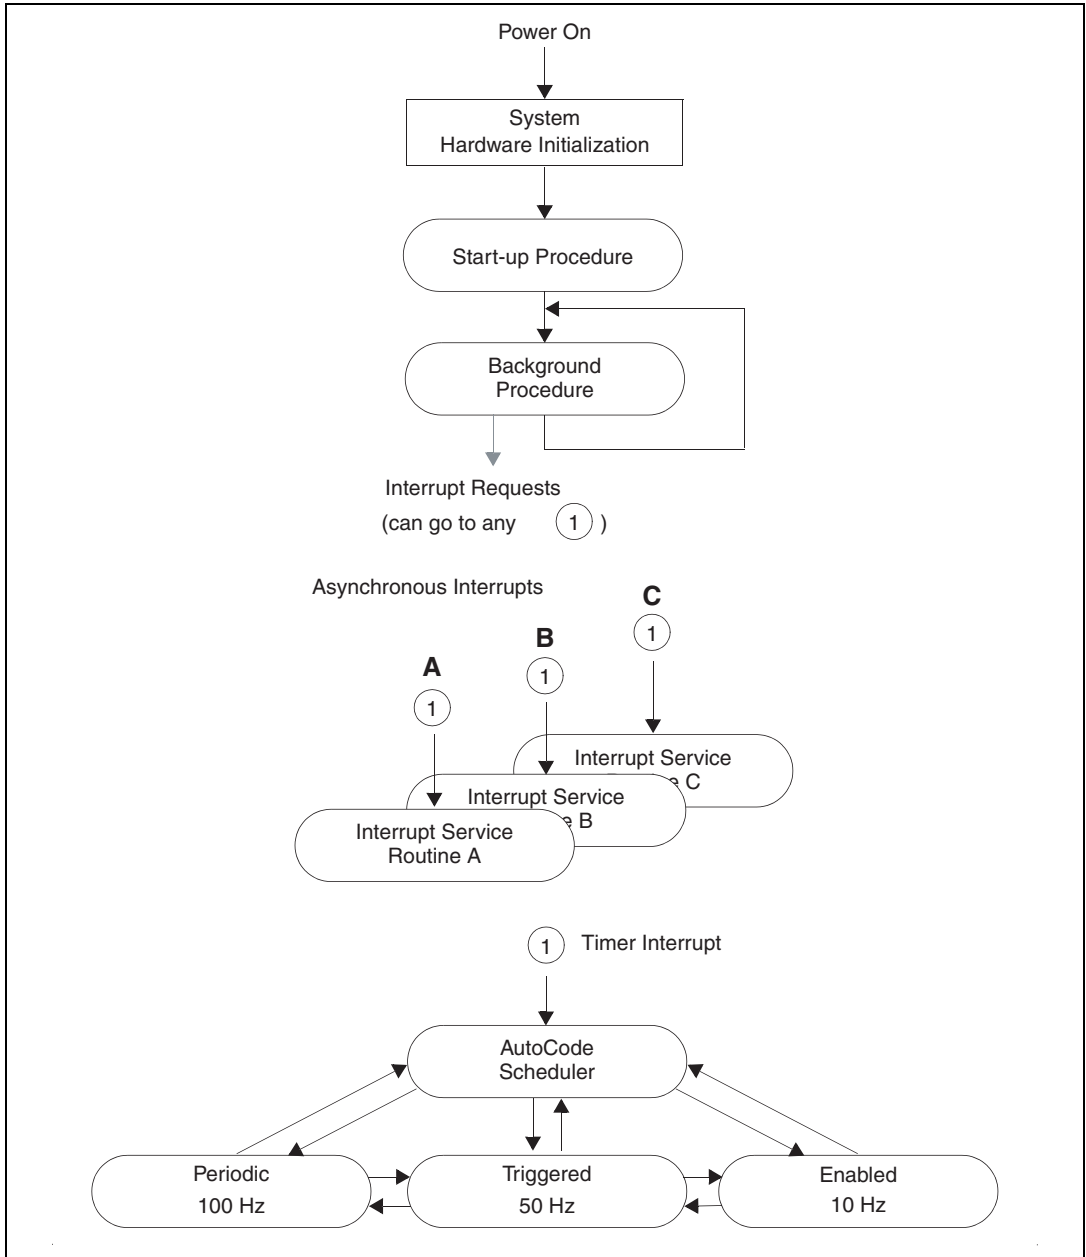 Power On
System
Hardware Initialization
Start-up Procedure
Background
Procedure
Interrupt Requests
(can go to any 1 )
Asynchronous Interrupts
C
1
B
1
A
1
Interrupt Service
C
Interrupt Service
B
Interrupt Service
Routine A
1 Timer Interrupt
AutoCode
Scheduler
Periodic
100 Hz
Triggered
50 Hz
Enabled
10 Hz